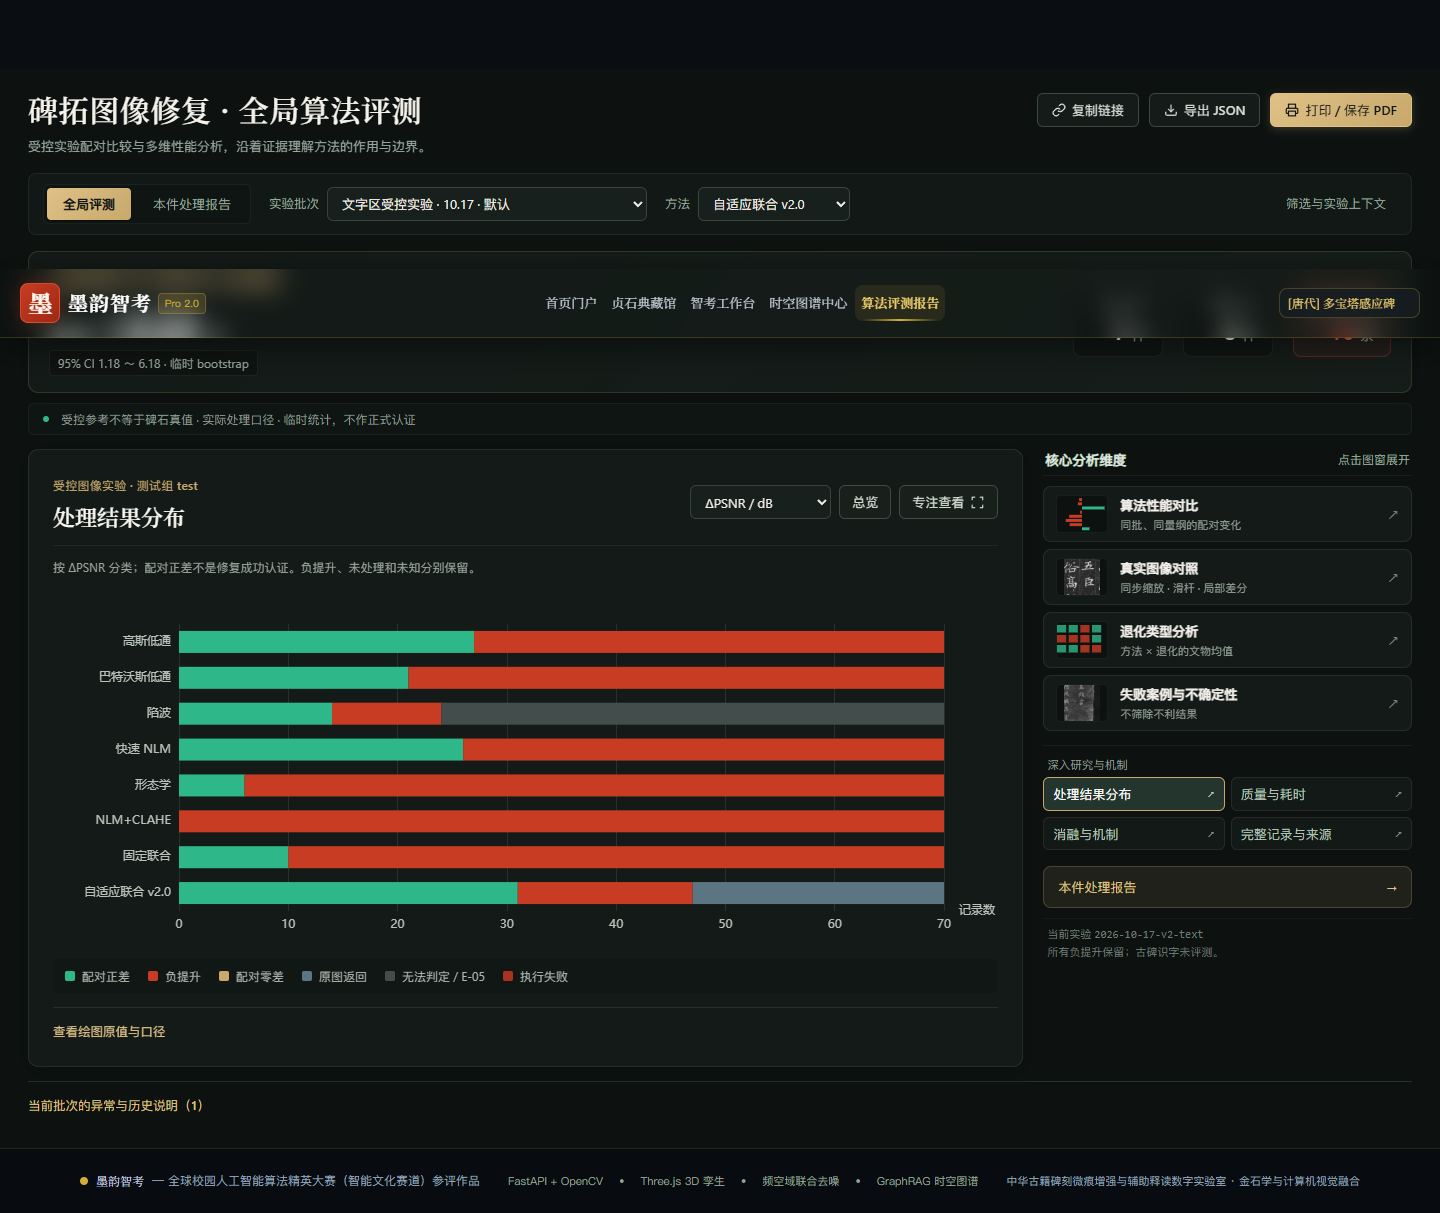 碑拓图像修复 · 全局算法评测
受控实验配对比较与多维性能分析，沿着证据理解方法的作用与边界。
复制链接
导出 JSON
打印 / 保存 PDF
全局评测
本件处理报告
实验批次
文字区受控实验 · 10.17 · 默认
方法
自适应联合 v2.0
筛选与实验上下文
墨
墨韵智考
Pro 2.0
首页门户
贞石典藏馆
智考工作台
时空图谱中心
算法评测报告
[唐代] 多宝塔感应碑
95% CI 1.18 ～ 6.18 · 临时 bootstrap
受控参考不等于碑石真值 · 实际处理口径 · 临时统计，不作正式认证
受控图像实验 · 测试组 test
处理结果分布
ΔPSNR / dB
总览
专注查看
按 ΔPSNR 分类；配对正差不是修复成功认证。负提升、未处理和未知分别保留。
高斯低通
巴特沃斯低通
陷波
快速 NLM
形态学
NLM+CLAHE
固定联合
自适应联合 v2.0
0
10
20
30
40
50
60
70
记录数
配对正差
负提升
配对零差
原图返回
无法判定 / E-05
执行失败
查看绘图原值与口径
核心分析维度
点击图窗展开
算法性能对比
同批、同量纲的配对变化
↗
真实图像对照
同步缩放 · 滑杆 · 局部差分
↗
退化类型分析
方法 × 退化的文物均值
↗
失败案例与不确定性
不筛除不利结果
↗
深入研究与机制
处理结果分布 ↗
质量与耗时 ↗
消融与机制 ↗
完整记录与来源 ↗
本件处理报告 →
当前实验 2026-10-17-v2-text
所有负提升保留；古碑识字未评测。
当前批次的异常与历史说明（1）
墨韵智考 — 全球校园人工智能算法精英大赛（智能文化赛道）参评作品
FastAPI + OpenCV • Three.js 3D 孪生 • 频空域联合去噪 • GraphRAG 时空图谱
中华古籍碑刻微痕增强与辅助释读数字实验室 · 金石学与计算机视觉融合